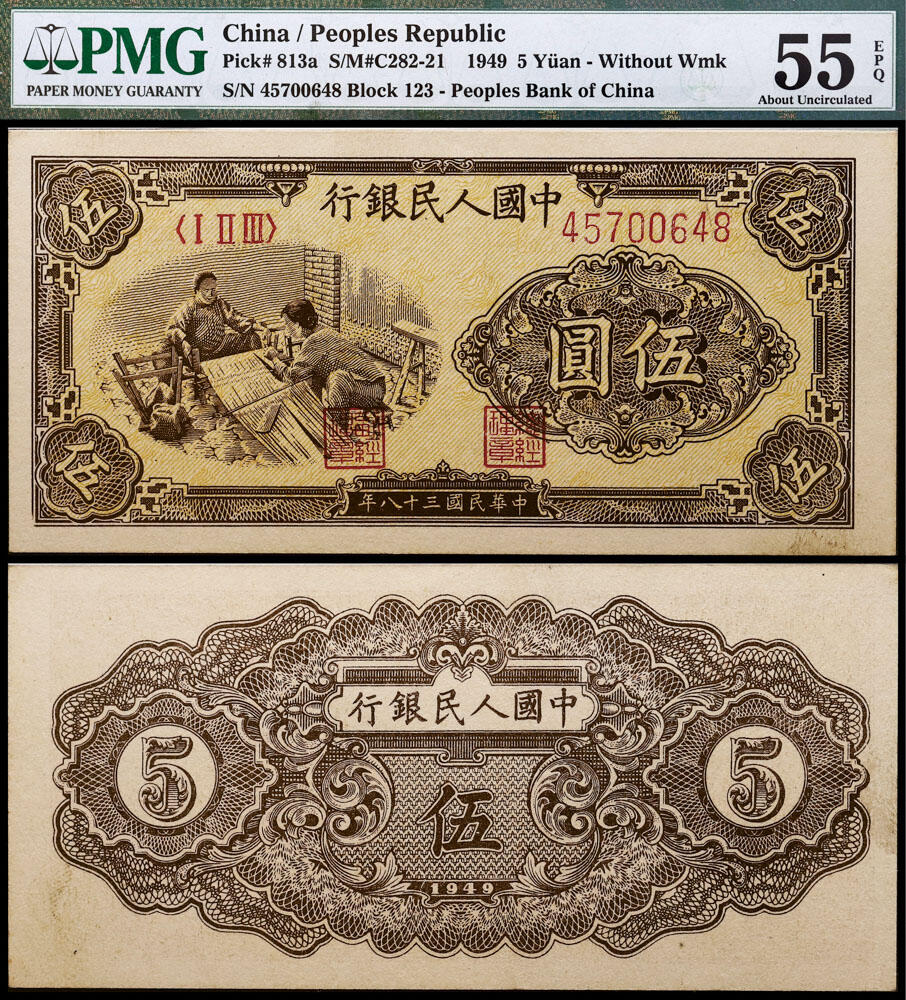 PMG
PAPER MONEY GUARANTY
China / Peoples Republic
Pick# 813a S/M#C282-21 1949 5 Yüan - Without Wmk
S/N 45700648 Block 123 - Peoples Bank of China
55
EPQ
About Uncirculated
伍
伍
中國人民銀行
〈I II III〉
45700648
伍圓
伍
伍
中華民國三十八年
中國人民銀行
5
伍
5
1949